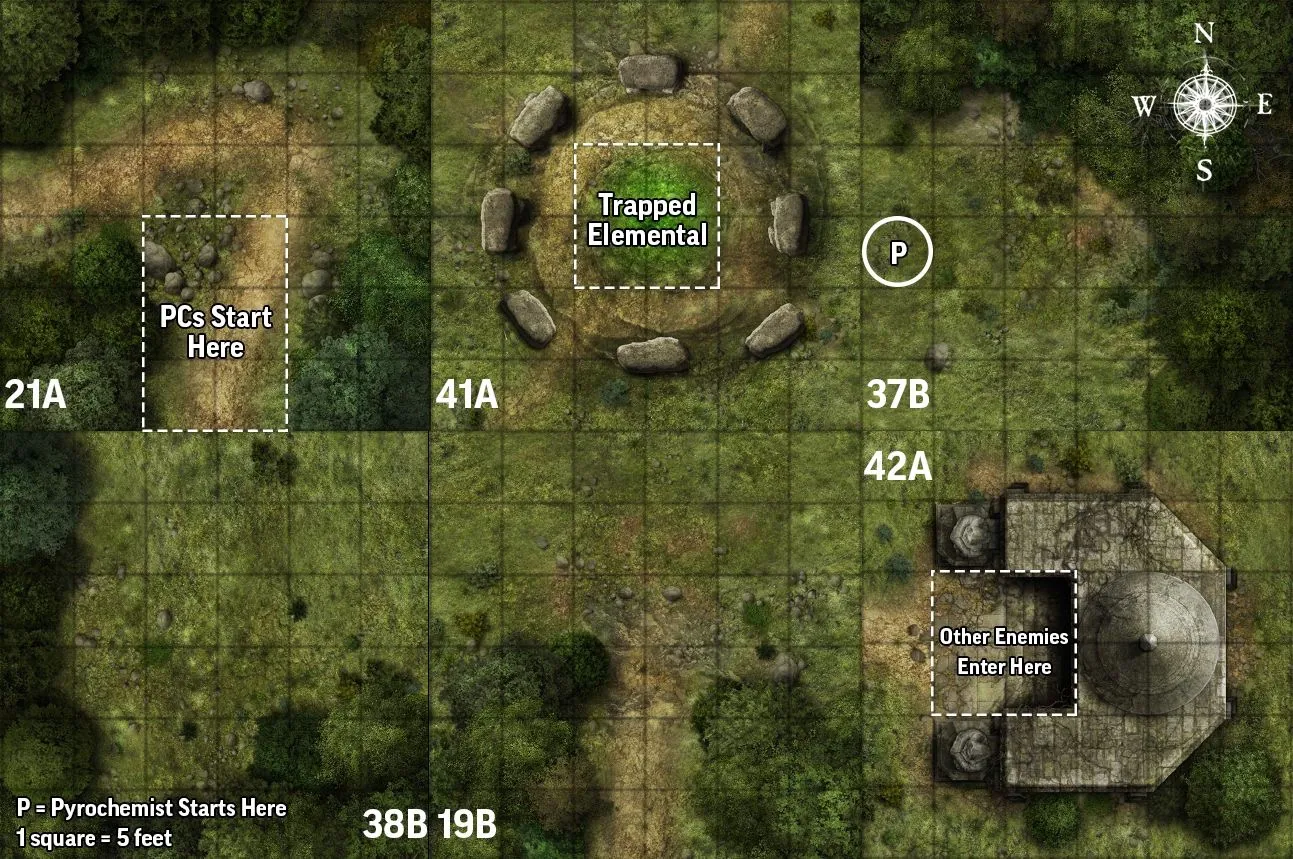 N
W E
S
Trapped
Elemental
P
PCs Start
Here
21A
41A
37B
42A
Other Enemies
Enter Here
P = Pyrochemist Starts Here
1 square = 5 feet
38B 19B